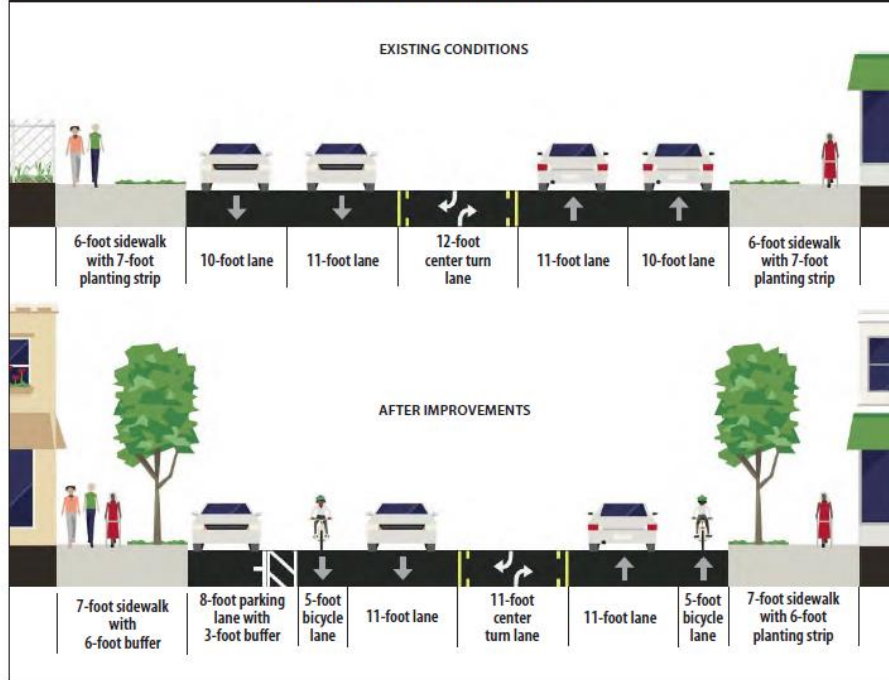 EXISTING CONDITIONS
6-foot sidewalk
with 7-foot
planting strip
10-foot lane
11-foot lane
12-foot
center turn
lane
11-foot lane
10-foot lane
6-foot sidewalk
with 7-foot
planting strip
AFTER IMPROVEMENTS
7-foot sidewalk
with
6-foot buffer
8-foot parking
lane with
3-foot buffer
5-foot
bicycle
lane
11-foot lane
11-foot
center
turn lane
11-foot lane
5-foot
bicycle
lane
7-foot sidewalk
with 6-foot
planting strip